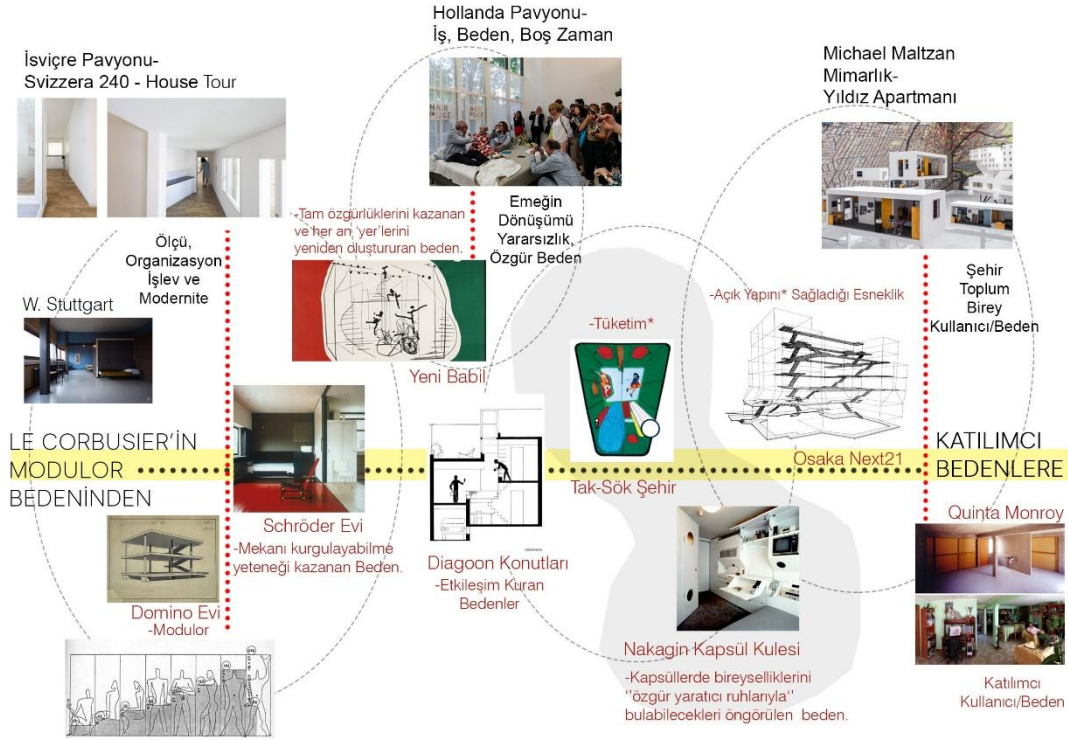 İsviçre Pavyonu-
Svizzera 240 - House Tour
Hollanda Pavyonu-
İş, Beden, Boş Zaman
Michael Maltzan
Mimarlık-
Yıldız Apartmanı
Ölçü,
Organizasyon
İşlev ve
Modernite
-Tam özgürlüklerini kazanan
ve her an 'yer'lerini
yeniden oluştururan beden.
Emeğin
Dönüşümü
Yararsızlık,
Özgür Beden
Şehir
Toplum
Birey
Kullanıcı/Beden
W. Stuttgart
Yeni Babil
-Tüketim*
-Açık Yapını* Sağladığı Esneklik
LE CORBUSIER'İN
MODULOR
BEDENİNDEN
Schröder Evi
-Mekanı kurgulayabilme
yeteneği kazanan Beden.
Diagoon Konutları
-Etkileşim Kuran
Bedenler
Tak-Sök Şehir
Osaka Next21
KATILIMCI
BEDENLERE
Domino Evi
-Modulor
Nakagin Kapsül Kulesi
-Kapsüllerde bireyselliklerini
''özgür yaratıcı ruhlarıyla''
bulabilecekleri öngörülen beden.
Quinta Monroy
Katılımcı
Kullanıcı/Beden